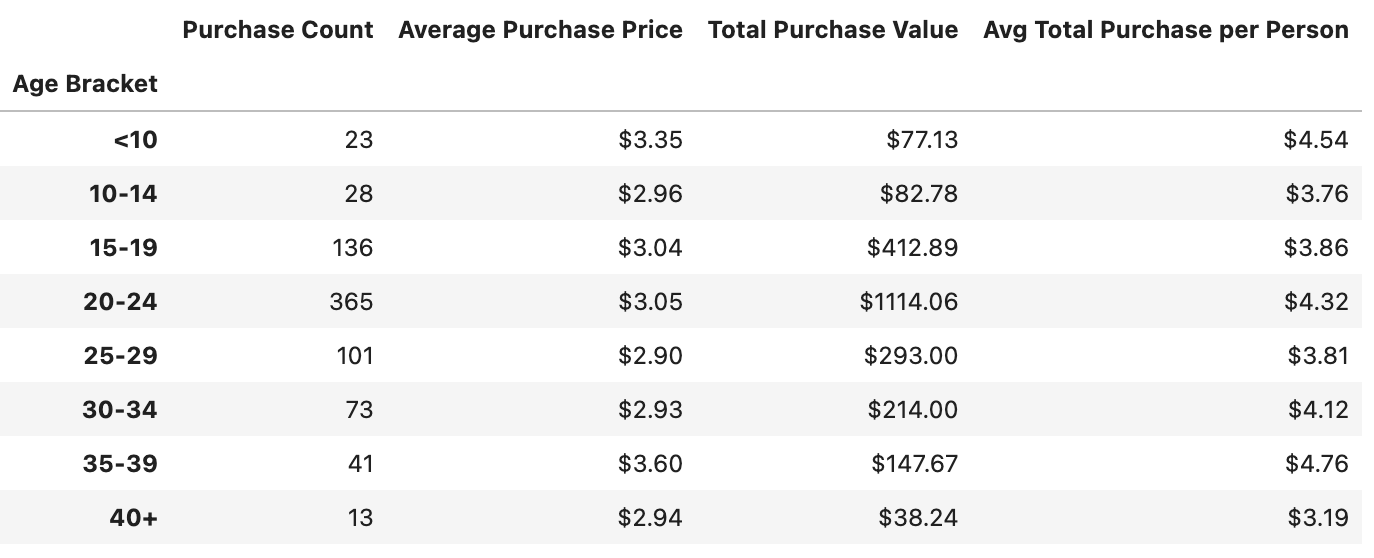 Purchase Count Average Purchase Price Total Purchase Value Avg Total Purchase per Person
Age Bracket
<10 23 $3.35 $77.13 $4.54
10-14 28 $2.96 $82.78 $3.76
15-19 136 $3.04 $412.89 $3.86
20-24 365 $3.05 $1114.06 $4.32
25-29 101 $2.90 $293.00 $3.81
30-34 73 $2.93 $214.00 $4.12
35-39 41 $3.60 $147.67 $4.76
40+ 13 $2.94 $38.24 $3.19